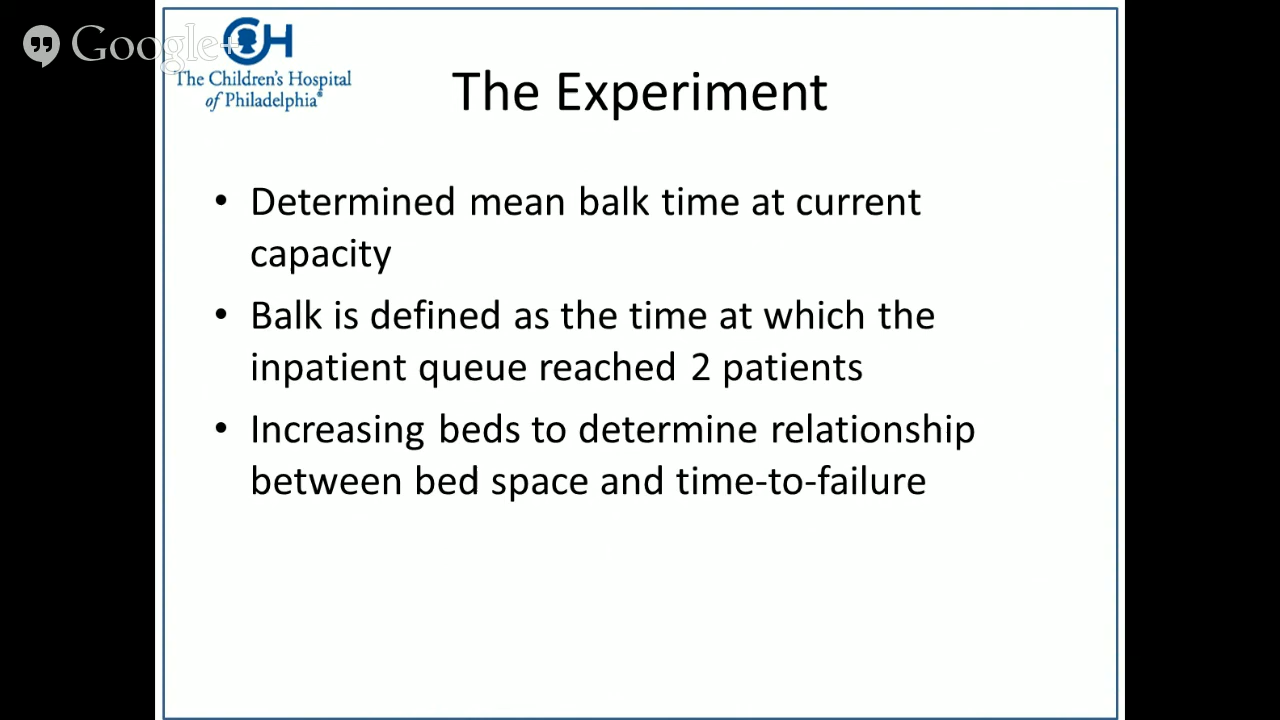 Google+
The Children's Hospital
of Philadelphia®
The Experiment
• Determined mean balk time at current
capacity
• Balk is defined as the time at which the
inpatient queue reached 2 patients
• Increasing beds to determine relationship
between bed space and time-to-failure